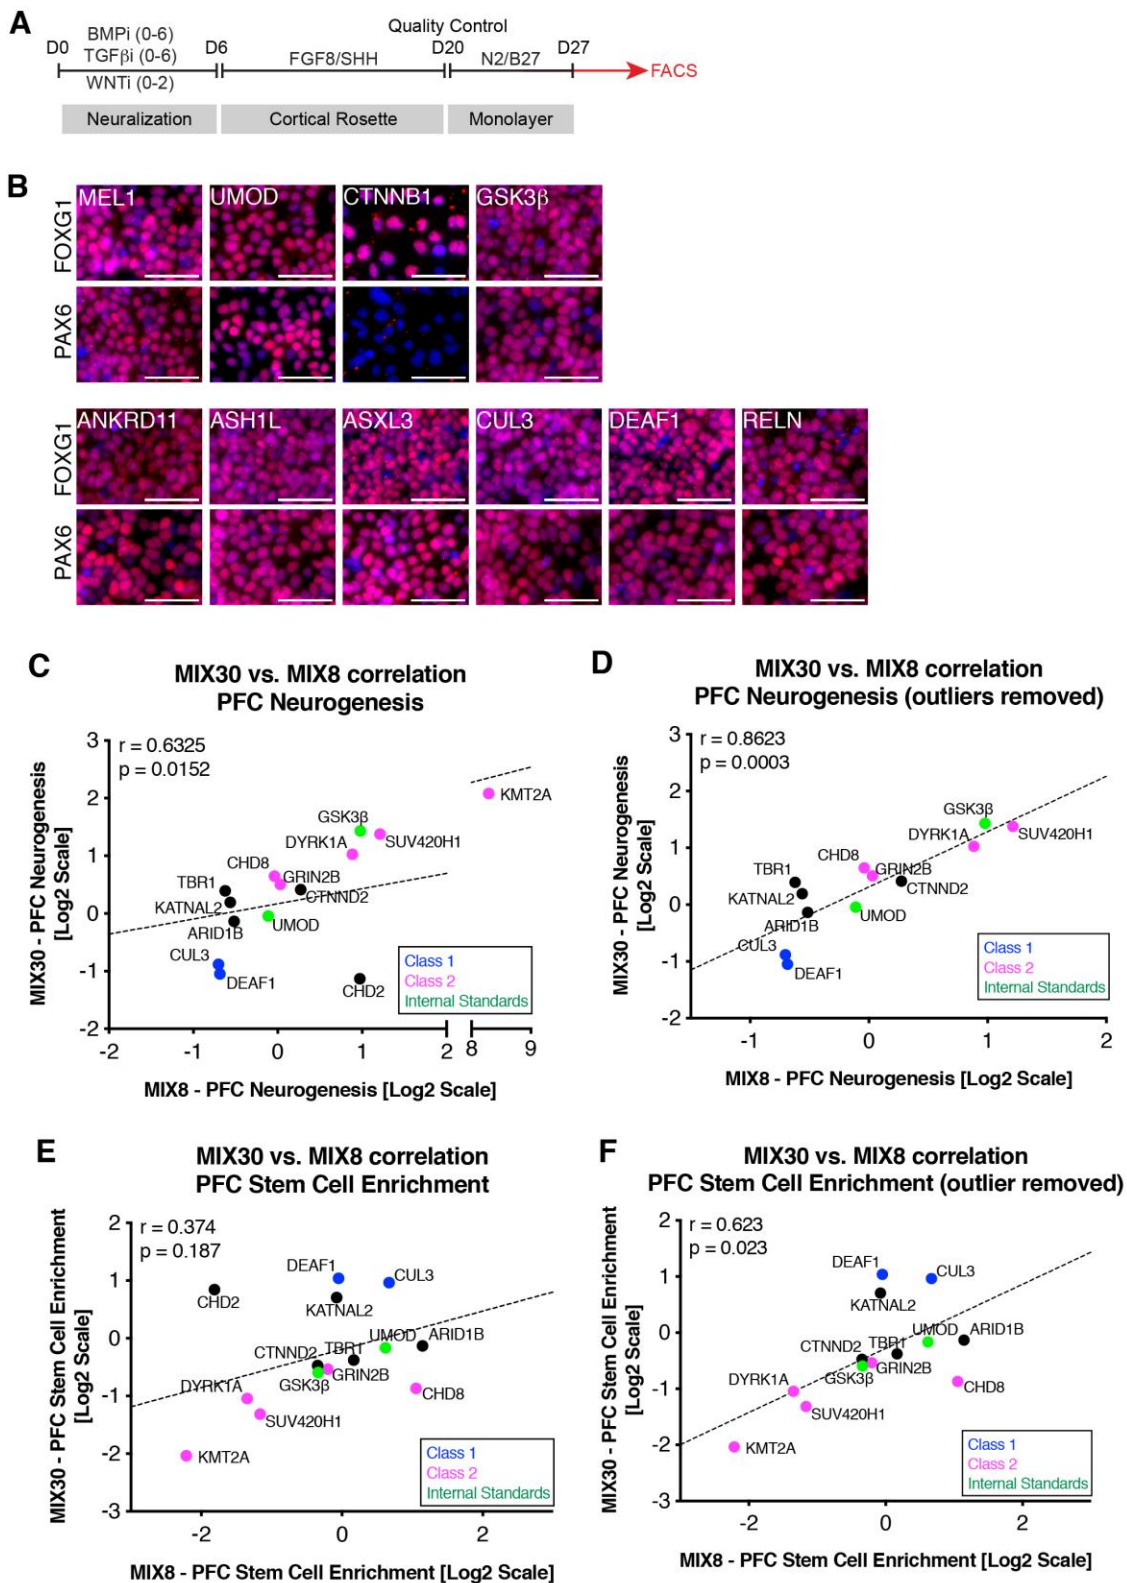 A
Quality Control
BMPi (0-6)
D0 TGFβi (0-6) D6 FGF8/SHH D20 N2/B27 D27
WNTi (0-2)
FACS
Neuralization Cortical Rosette Monolayer
B
FOXG1 MEL1 UMOD CTNNB1 GSK3β
PAX6
FOXG1 ANKRD11 ASH1L ASXL3 CUL3 DEAF1 RELN
PAX6
C
MIX30 vs. MIX8 correlation
PFC Neurogenesis
MIX30 - PFC Neurogenesis
[Log2 Scale]
3
2
1
0
-1
-2
r = 0.6325
p = 0.0152
KMT2A
GSK3β
DYRK1A
SUV420H1
CHD8
GRIN2B
TBR1
CTNND2
KATNAL2
UMOD
ARID1B
CUL3
DEAF1
CHD2
Class 1
Class 2
Internal Standards
-2 -1 0 1 2 8 9
MIX8 - PFC Neurogenesis [Log2 Scale]
D
MIX30 vs. MIX8 correlation
PFC Neurogenesis (outliers removed)
MIX30 - PFC Neurogenesis
[Log2 Scale]
3
2
1
0
-1
-2
r = 0.8623
p = 0.0003
GSK3β
DYRK1A
SUV420H1
CHD8
GRIN2B
TBR1
CTNND2
KATNAL2
UMOD
ARID1B
CUL3
DEAF1
Class 1
Class 2
Internal Standards
-1 0 1 2
MIX8 - PFC Neurogenesis [Log2 Scale]
E
MIX30 vs. MIX8 correlation
PFC Stem Cell Enrichment
MIX30 - PFC Stem Cell Enrichment
[Log2 Scale]
2
1
0
-1
-2
-3
r = 0.374
p = 0.187
DEAF1
CUL3
CHD2
KATNAL2
UMOD
ARID1B
CTNND2
TBR1
GRIN2B
GSK3β
DYRK1A
CHD8
SUV420H1
KMT2A
Class 1
Class 2
Internal Standards
-2 0 2
MIX8 - PFC Stem Cell Enrichment [Log2 Scale]
F
MIX30 vs. MIX8 correlation
PFC Stem Cell Enrichment (outlier removed)
MIX30 - PFC Stem Cell Enrichment
[Log2 Scale]
2
1
0
-1
-2
-3
r = 0.623
p = 0.023
DEAF1
CUL3
KATNAL2
UMOD
ARID1B
CTNND2
TBR1
GRIN2B
GSK3β
DYRK1A
CHD8
SUV420H1
KMT2A
Class 1
Class 2
Internal Standards
-2 0 2
MIX8 - PFC Stem Cell Enrichment [Log2 Scale]